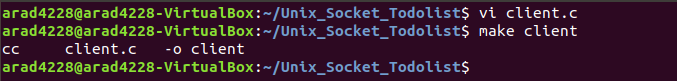 arad4228@arad4228-VirtualBox:~/Unix_Socket_Todolist$ vi client.c
arad4228@arad4228-VirtualBox:~/Unix_Socket_Todolist$ make client
cc     client.c   -o client
arad4228@arad4228-VirtualBox:~/Unix_Socket_Todolist$